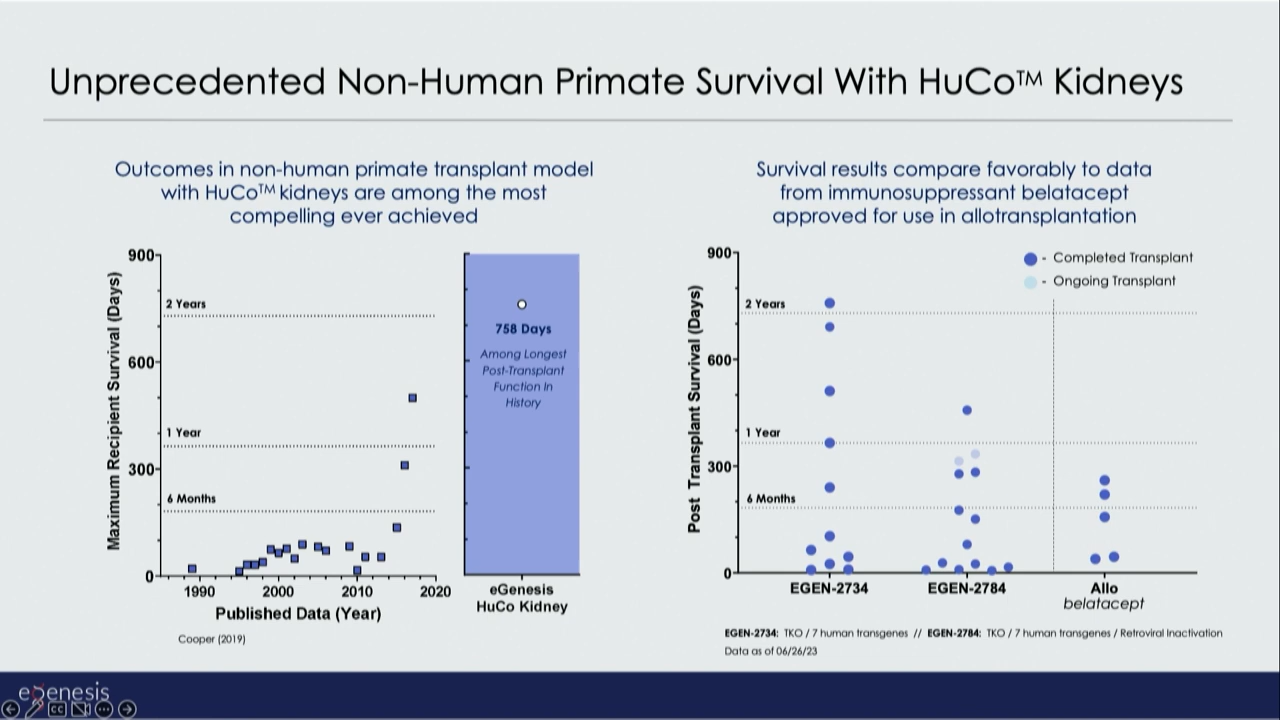 Unprecedented Non-Human Primate Survival With HuCo™ Kidneys
Outcomes in non-human primate transplant model
with HuCo™ kidneys are among the most
compelling ever achieved
Maximum Recipient Survival (Days)
900
600
300
0
2 Years
1 Year
6 Months
1990
2000
2010
2020
Published Data (Year)
Cooper (2019)
758 Days
Among Longest
Post-Transplant
Function In
History
eGenesis
HuCo Kidney
Survival results compare favorably to data
from immunosuppressant belatacept
approved for use in allotransplantation
Post Transplant Survival (Days)
900
600
300
0
2 Years
1 Year
6 Months
- Completed Transplant
- Ongoing Transplant
EGEN-2734
EGEN-2784
Allo
belatacept
EGEN-2734: TKO / 7 human transgenes // EGEN-2784: TKO / 7 human transgenes / Retroviral Inactivation
Data as of 06/26/23
egenesis
CC